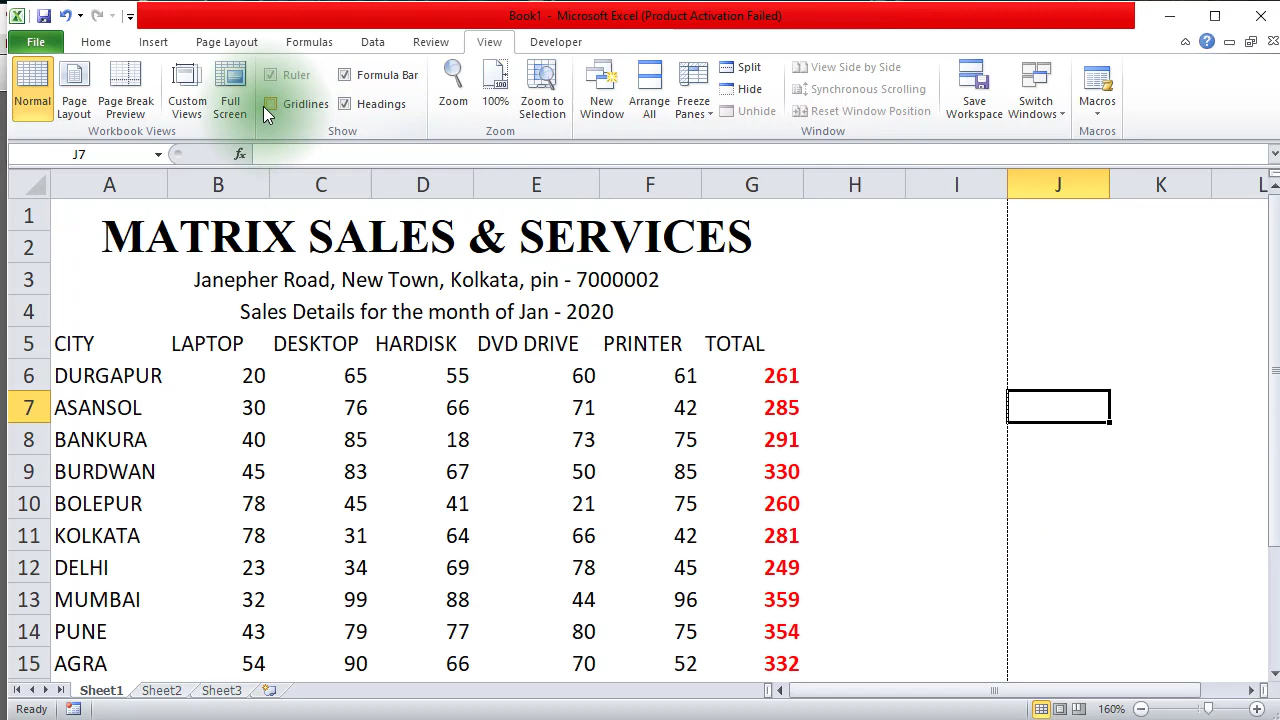 Book1 - Microsoft Excel (Product Activation Failed)
File Home Insert Page Layout Formulas Data Review View Developer
Normal
Page Layout
Page Break Preview
Custom Views
Full Screen
Workbook Views
Ruler
Formula Bar
Gridlines
Headings
Show
Zoom
100%
Zoom to Selection
Zoom
New Window
Arrange All
Freeze Panes
Split
Hide
Unhide
View Side by Side
Synchronous Scrolling
Reset Window Position
Window
Save Workspace
Switch Windows
Macros
Macros
J7 fx
A B C D E F G H I J K L
1
2 MATRIX SALES & SERVICES
3 Janepher Road, New Town, Kolkata, pin - 7000002
4 Sales Details for the month of Jan - 2020
5 CITY LAPTOP DESKTOP HARDISK DVD DRIVE PRINTER TOTAL
6 DURGAPUR 20 65 55 60 61 261
7 ASANSOL 30 76 66 71 42 285
8 BANKURA 40 85 18 73 75 291
9 BURDWAN 45 83 67 50 85 330
10 BOLEPUR 78 45 41 21 75 260
11 KOLKATA 78 31 64 66 42 281
12 DELHI 23 34 69 78 45 249
13 MUMBAI 32 99 88 44 96 359
14 PUNE 43 79 77 80 75 354
15 AGRA 54 90 66 70 52 332
Sheet1 Sheet2 Sheet3
Ready 160%